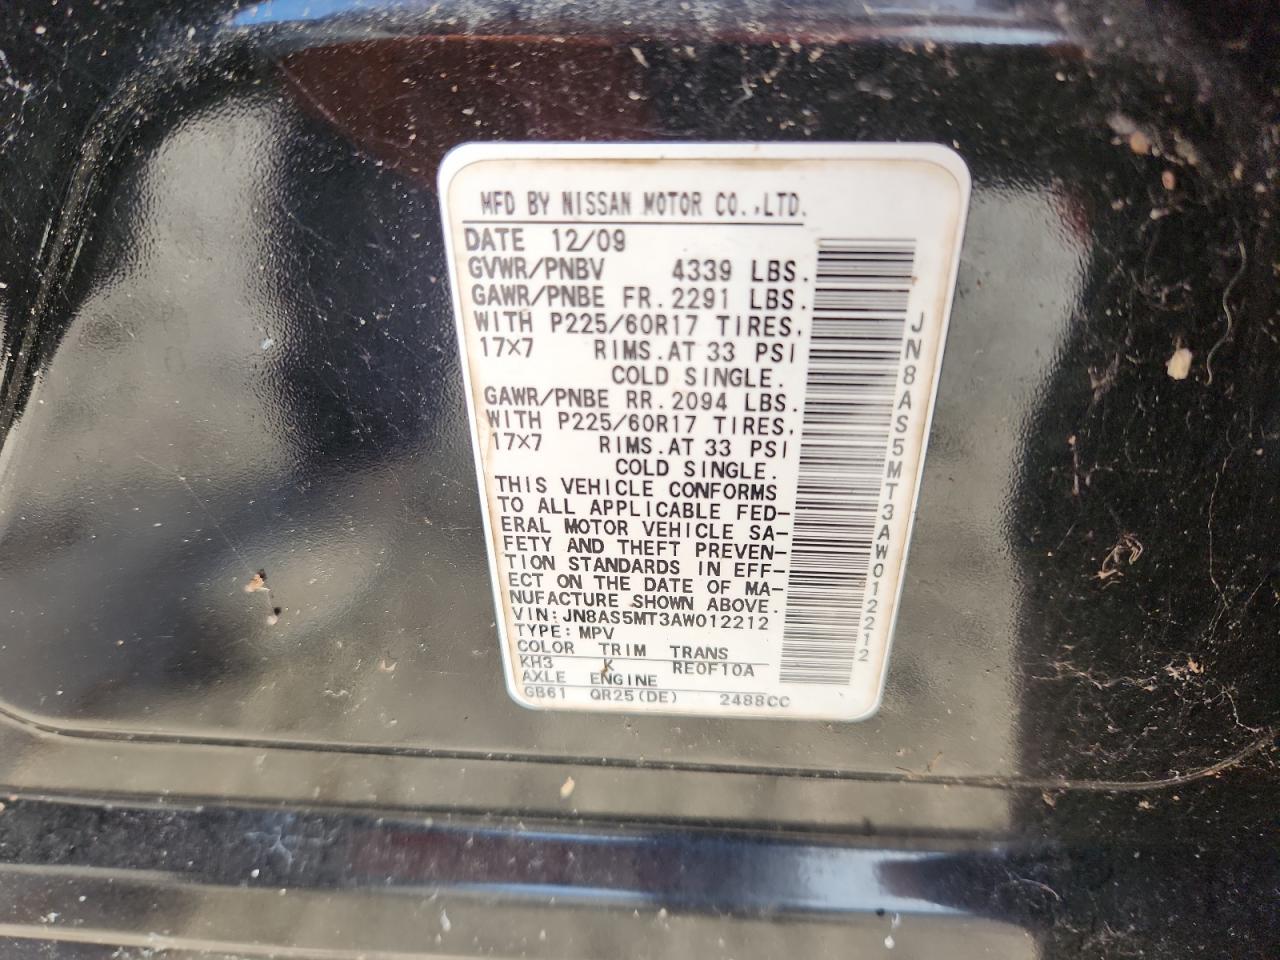 MFD BY NISSAN MOTOR CO.,LTD.
DATE 12/09
GVWR/PNBV 4339 LBS.
GAWR/PNBE FR.2291 LBS.
WITH P225/60R17 TIRES,
17×7 RIMS.AT 33 PSI
COLD SINGLE.
GAWR/PNBE RR.2094 LBS.
WITH P225/60R17 TIRES,
17×7 RIMS.AT 33 PSI
COLD SINGLE.
THIS VEHICLE CONFORMS
TO ALL APPLICABLE FED-
ERAL MOTOR VEHICLE SA-
FETY AND THEFT PREVEN-
TION STANDARDS IN EFF-
ECT ON THE DATE OF MA-
NUFACTURE SHOWN ABOVE.
VIN:JN8AS5MT3AW012212
TYPE:MPV
COLOR TRIM TRANS
KH3 K RE0F10A
AXLE ENGINE
GB61 QR25(DE) 2488CC
JN8AS5MT3AW012212